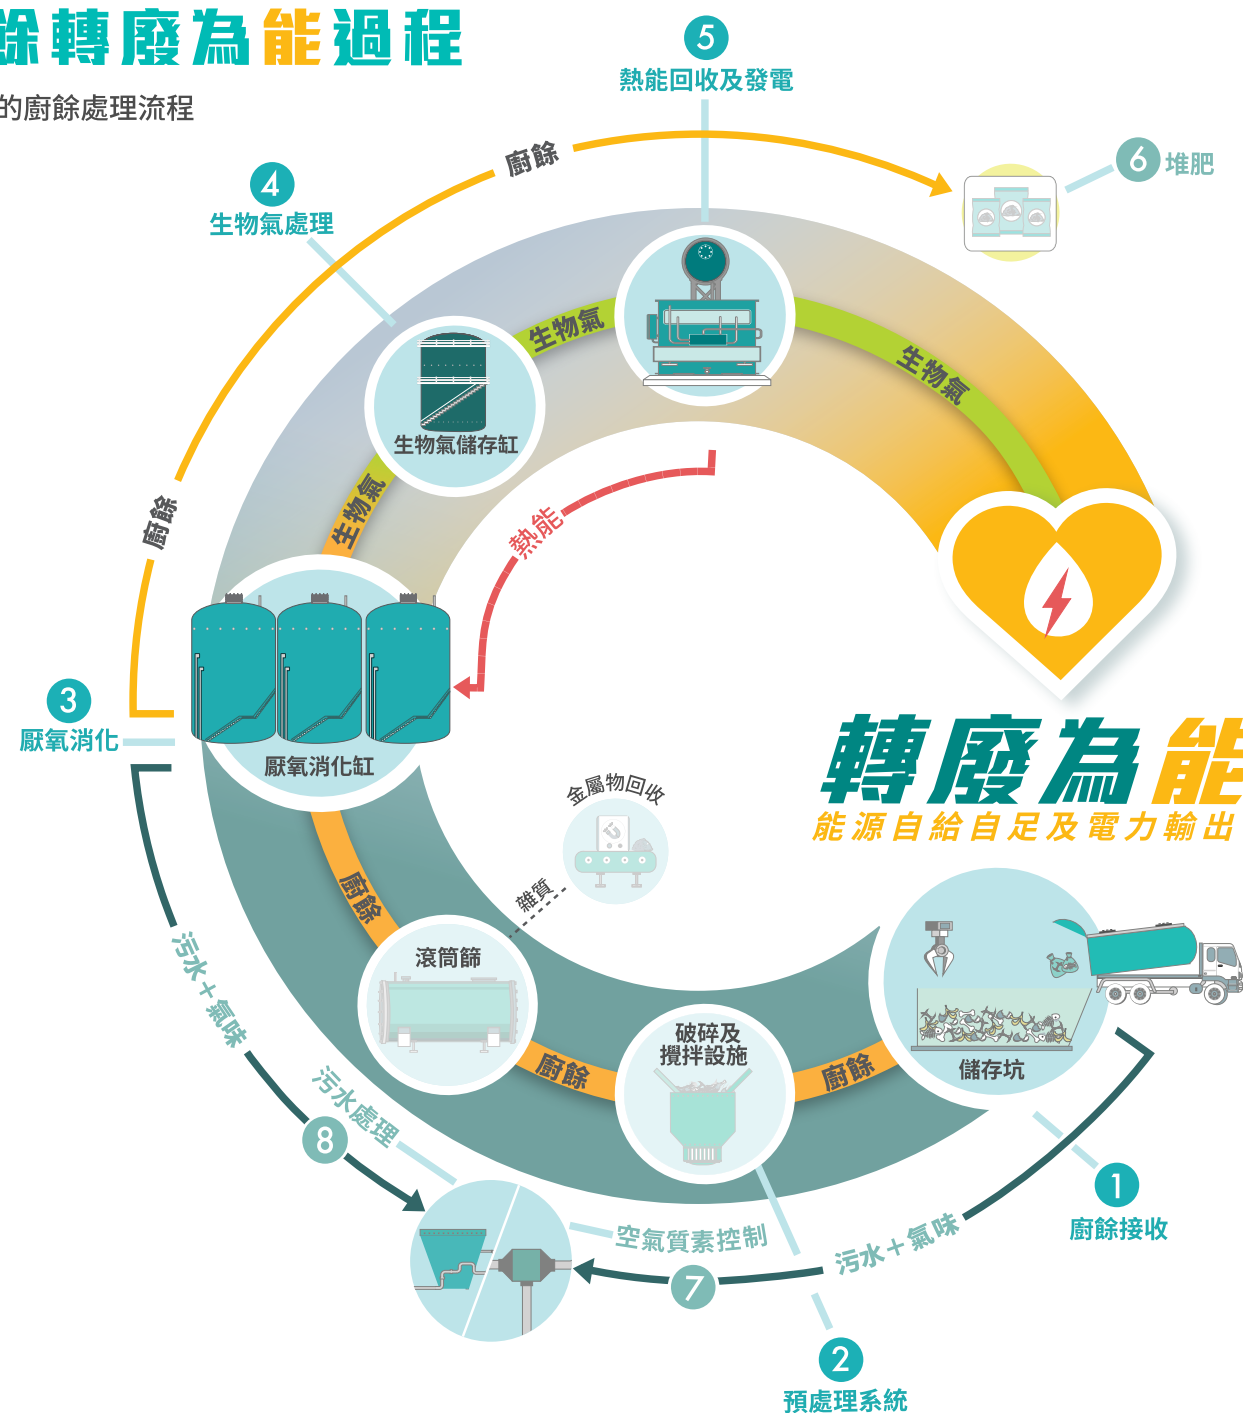 餘轉廢為能過程
的廚餘處理流程
5
熱能回收及發電
6 堆肥
廚餘
4
生物氣處理
生物氣
生物氣
生物氣儲存缸
生物氣
廚餘
熱能
3
厭氧消化
厭氧消化缸
轉廢為能
能源自給自足及電力輸出
金屬物回收
雜質
廚餘
滾筒篩
污水+氣味
破碎及
攪拌設施
廚餘
廚餘
儲存坑
污水處理
8
1
廚餘接收
空氣質素控制
污水+氣味
7
2
預處理系統